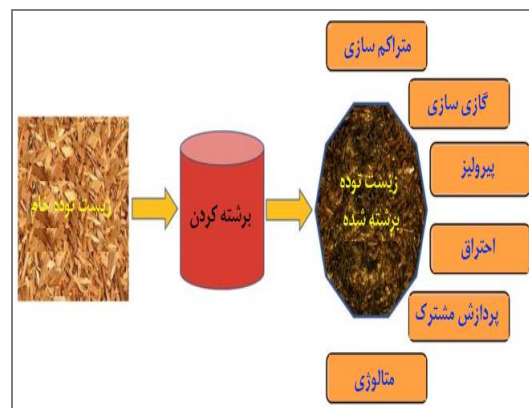 متراکم سازی
گازی سازی
پیرولیز
احتراق
پردازش مشترک
متالوژی
زیست توده خام
برشته کردن
زیست توده
برشته شده